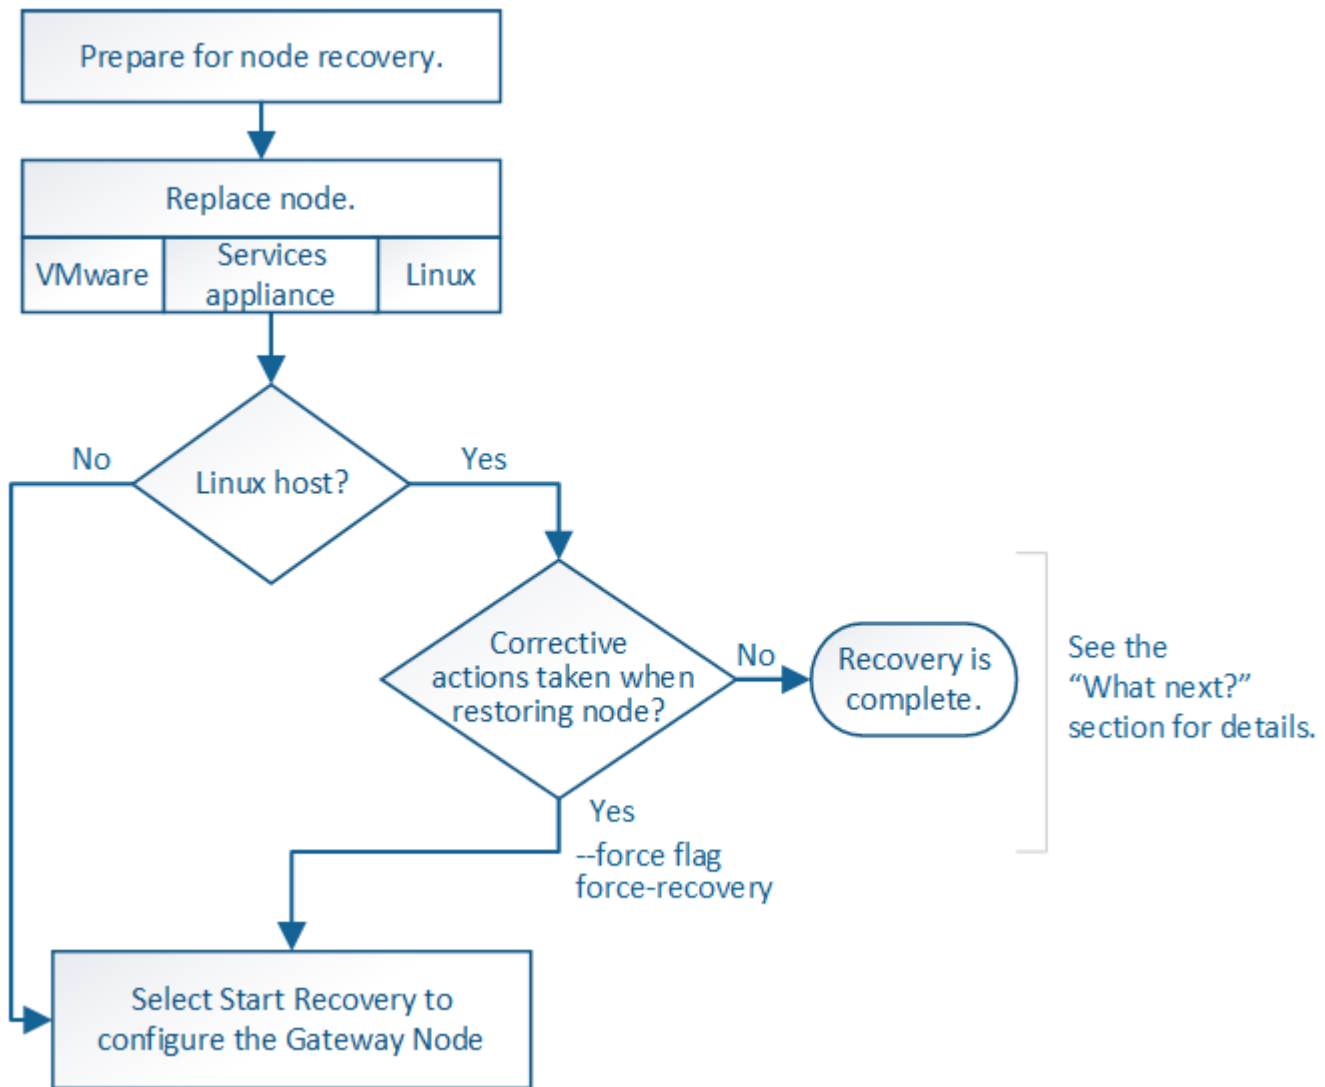 Prepare for node recovery.
Replace node.
VMware
Services
appliance
Linux
No
Linux host?
Yes
Corrective
actions taken when
restoring node?
No
Recovery is
complete.
See the
“What next?”
section for details.
Yes
--force flag
force-recovery
Select Start Recovery to
configure the Gateway Node